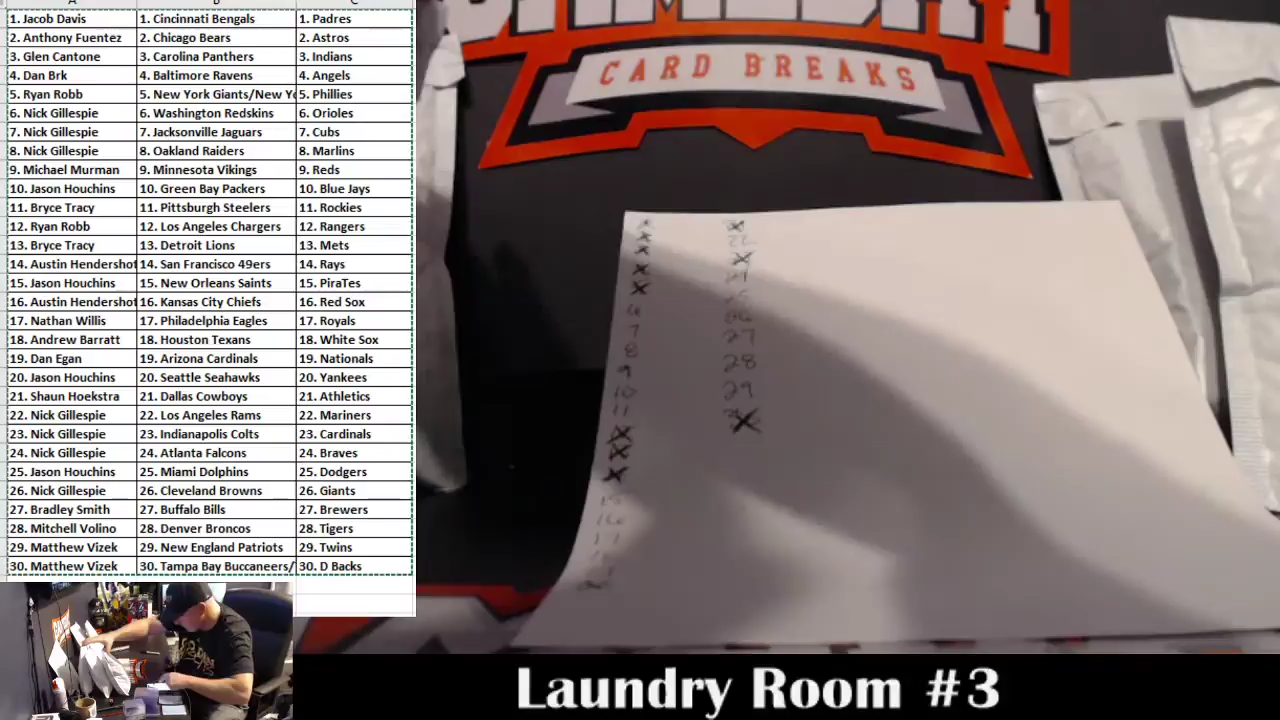 1. Jacob Davis 1. Cincinnati Bengals 1. Padres
2. Anthony Fuentez 2. Chicago Bears 2. Astros
3. Glen Cantone 3. Carolina Panthers 3. Indians
4. Dan Brk 4. Baltimore Ravens 4. Angels
5. Ryan Robb 5. New York Giants/New Yo 5. Phillies
6. Nick Gillespie 6. Washington Redskins 6. Orioles
7. Nick Gillespie 7. Jacksonville Jaguars 7. Cubs
8. Nick Gillespie 8. Oakland Raiders 8. Marlins
9. Michael Murman 9. Minnesota Vikings 9. Reds
10. Jason Houchins 10. Green Bay Packers 10. Blue Jays
11. Bryce Tracy 11. Pittsburgh Steelers 11. Rockies
12. Ryan Robb 12. Los Angeles Chargers 12. Rangers
13. Bryce Tracy 13. Detroit Lions 13. Mets
14. Austin Hendershot 14. San Francisco 49ers 14. Rays
15. Jason Houchins 15. New Orleans Saints 15. PiraTes
16. Austin Hendershot 16. Kansas City Chiefs 16. Red Sox
17. Nathan Willis 17. Philadelphia Eagles 17. Royals
18. Andrew Barratt 18. Houston Texans 18. White Sox
19. Dan Egan 19. Arizona Cardinals 19. Nationals
20. Jason Houchins 20. Seattle Seahawks 20. Yankees
21. Shaun Hoekstra 21. Dallas Cowboys 21. Athletics
22. Nick Gillespie 22. Los Angeles Rams 22. Mariners
23. Nick Gillespie 23. Indianapolis Colts 23. Cardinals
24. Nick Gillespie 24. Atlanta Falcons 24. Braves
25. Jason Houchins 25. Miami Dolphins 25. Dodgers
26. Nick Gillespie 26. Cleveland Browns 26. Giants
27. Bradley Smith 27. Buffalo Bills 27. Brewers
28. Mitchell Volino 28. Denver Broncos 28. Tigers
29. Matthew Vizek 29. New England Patriots 29. Twins
30. Matthew Vizek 30. Tampa Bay Buccaneers/ 30. D Backs
CARD BREAKS
7
8
9
10
11
22
27
28
29
Laundry Room #3